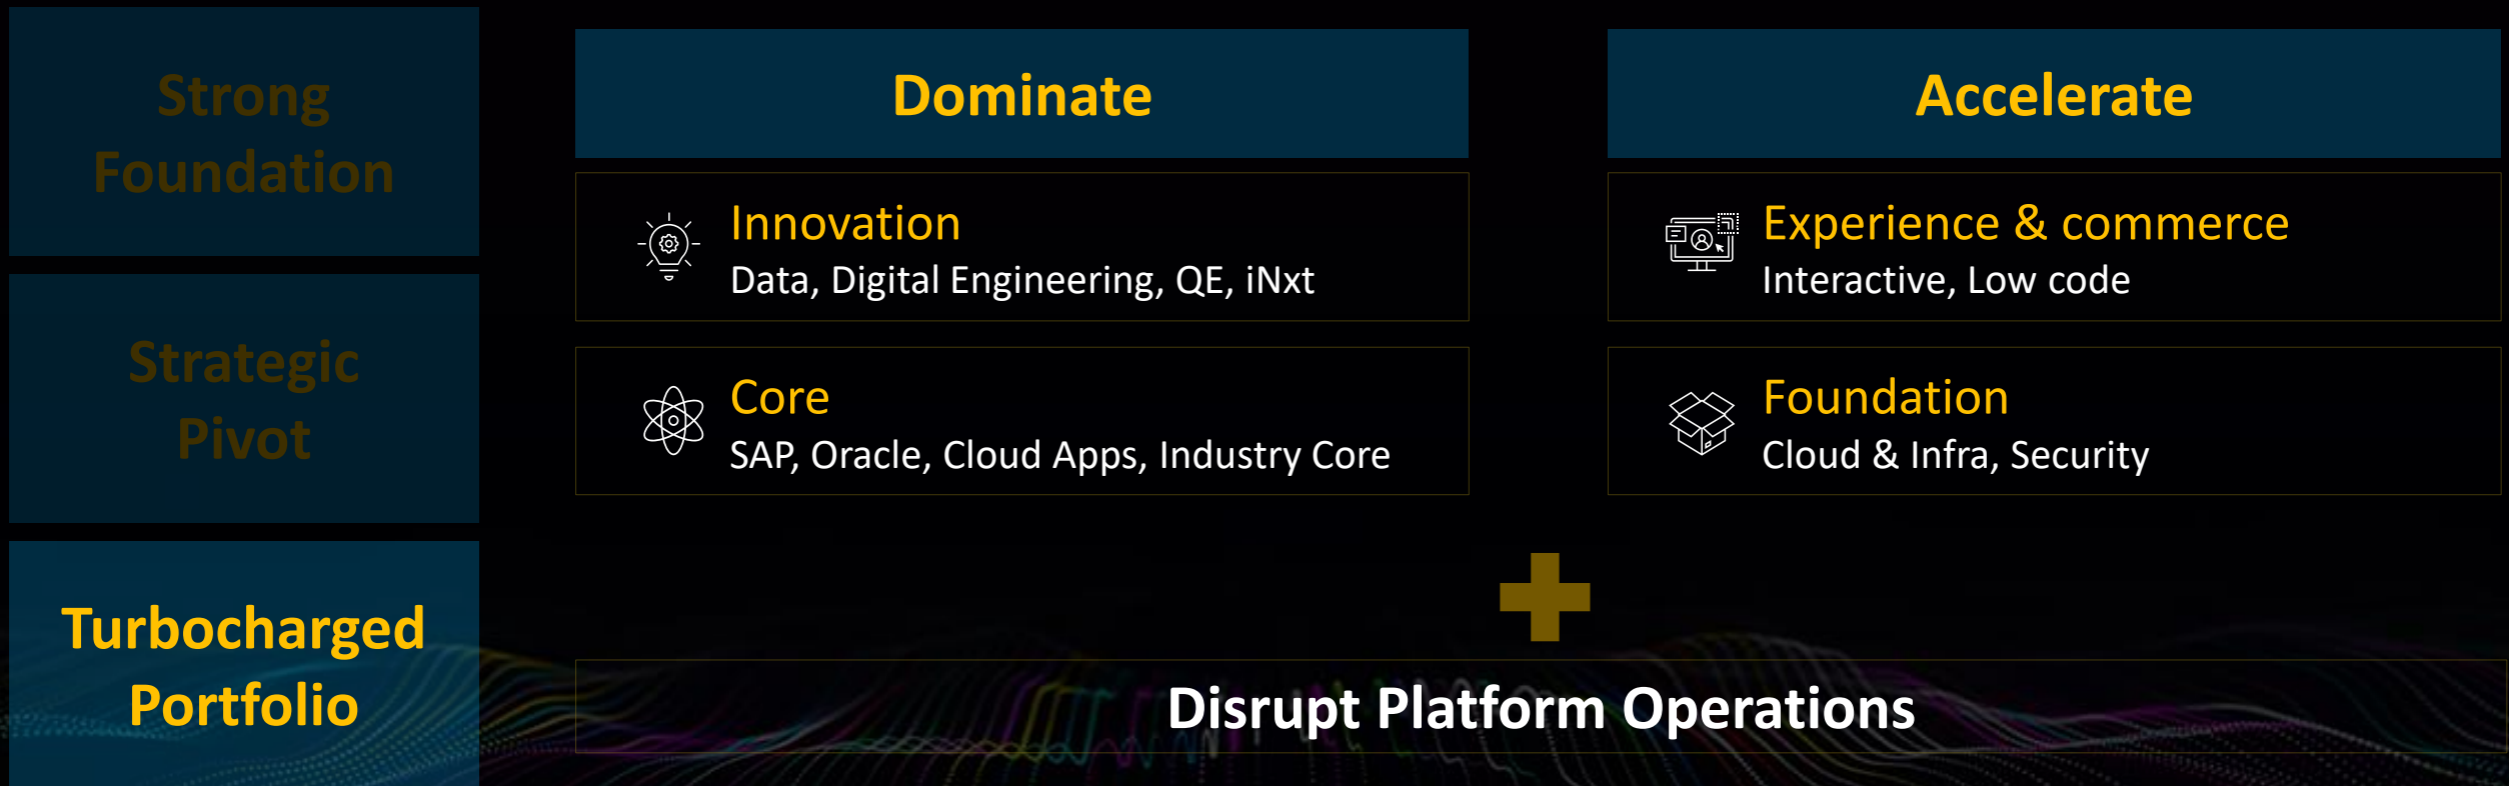 Strong
Foundation
Strategic
Pivot
Turbocharged
Portfolio
Dominate
Innovation
Data, Digital Engineering, QE, iNxt
Core
SAP, Oracle, Cloud Apps, Industry Core
Accelerate
Experience & commerce
Interactive, Low code
Foundation
Cloud & Infra, Security
Disrupt Platform Operations